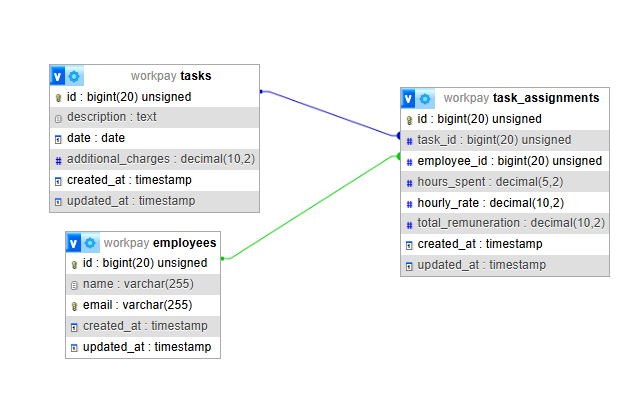 workpay tasks
id : bigint(20) unsigned
description : text
date : date
additional_charges : decimal(10,2)
created_at : timestamp
updated_at : timestamp
workpay employees
id : bigint(20) unsigned
name : varchar(255)
email : varchar(255)
created_at : timestamp
updated_at : timestamp
workpay task_assignments
id : bigint(20) unsigned
task_id : bigint(20) unsigned
employee_id : bigint(20) unsigned
hours_spent : decimal(5,2)
hourly_rate : decimal(10,2)
total_remuneration : decimal(10,2)
created_at : timestamp
updated_at : timestamp